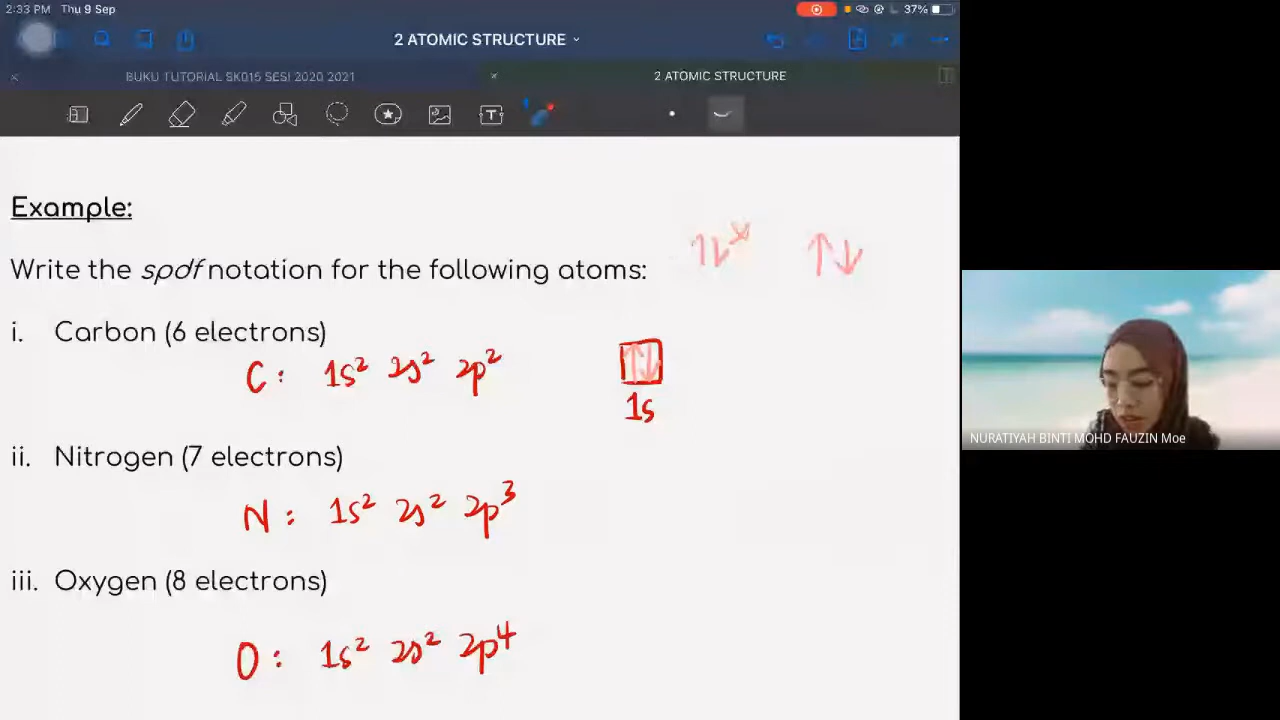 2:33 PM Thu 9 Sep
37%
2 ATOMIC STRUCTURE
BUKU TUTORIAL SK015 SESI 2020 2021
2 ATOMIC STRUCTURE
Example:
Write the spdf notation for the following atoms:
i. Carbon (6 electrons)
C: 1s² 2s² 2p²
1s
ii. Nitrogen (7 electrons)
N: 1s² 2s² 2p³
iii. Oxygen (8 electrons)
O: 1s² 2s² 2p⁴
NURATIYAH BINTI MOHD FAUZIN Moe